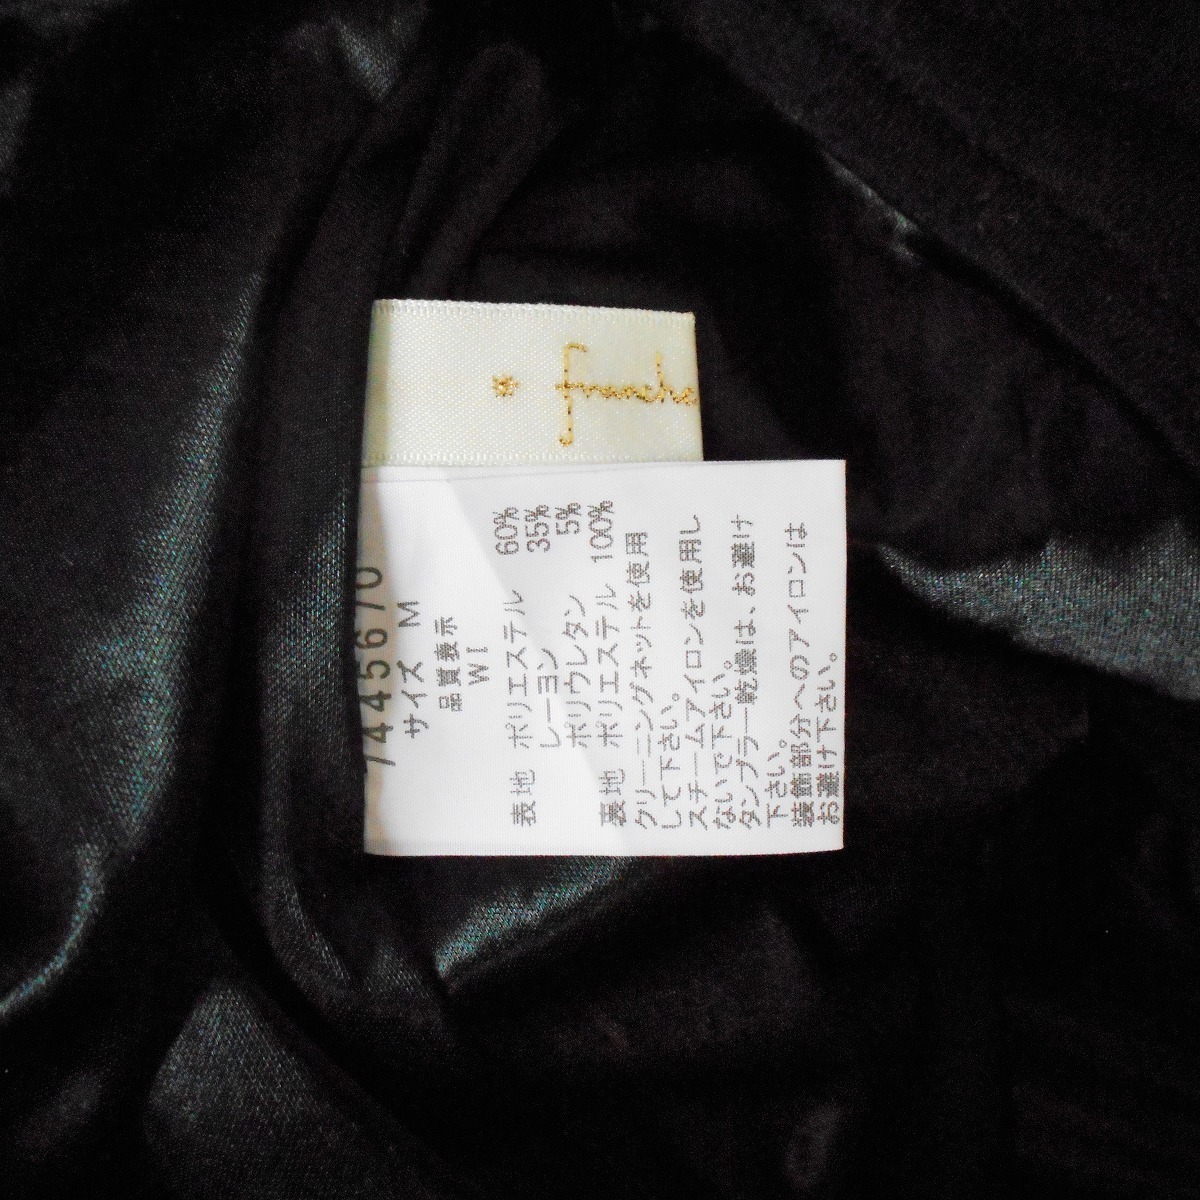 franche
サイズ M
品質表示
WI
表地 ポリエステル 60%
レーヨン 35%
ポリウレタン 5%
裏地 ポリエステル 100%
クリーニングネットを使用
して下さい。
スチームアイロンを使用し
ないで下さい。
タンブラー乾燥は、お避け
下さい。
装飾部分へのアイロンは
お避け下さい。